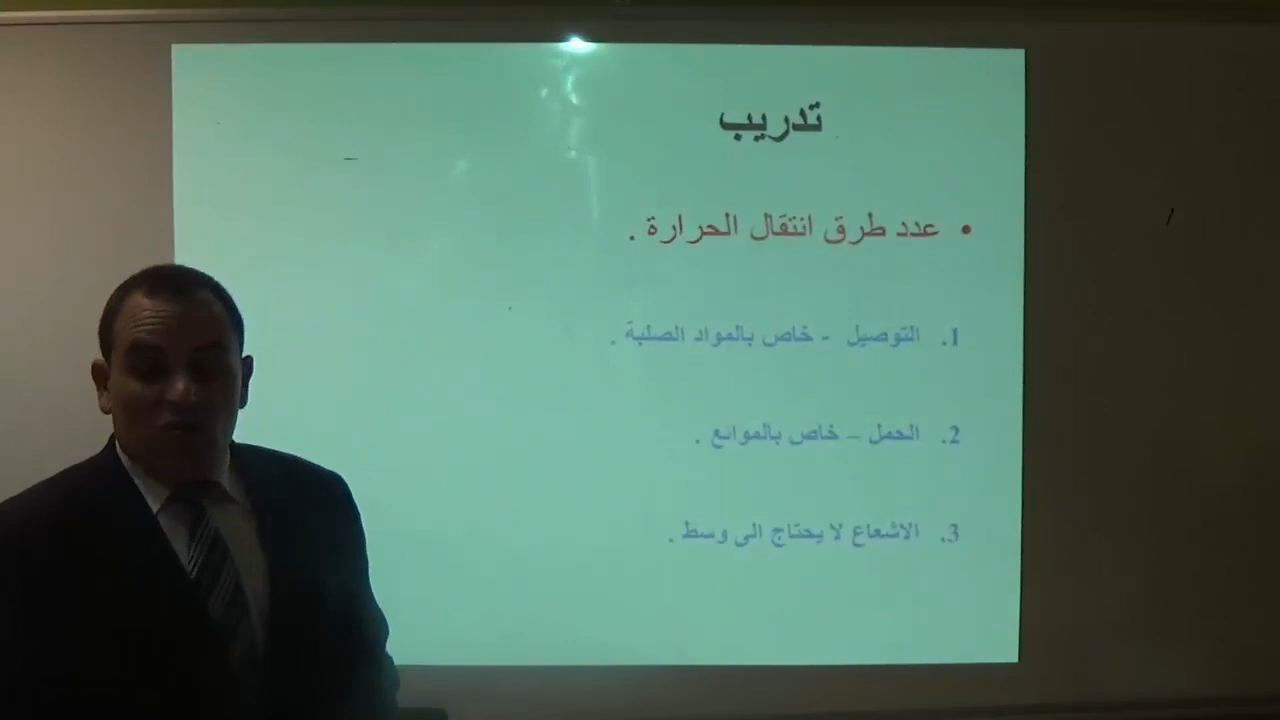 تدريب
• عدد طرق انتقال الحرارة .
1. التوصيل - خاص بالمواد الصلبة .
2. الحمل – خاص بالموائع .
3. الاشعاع لا يحتاج الى وسط .